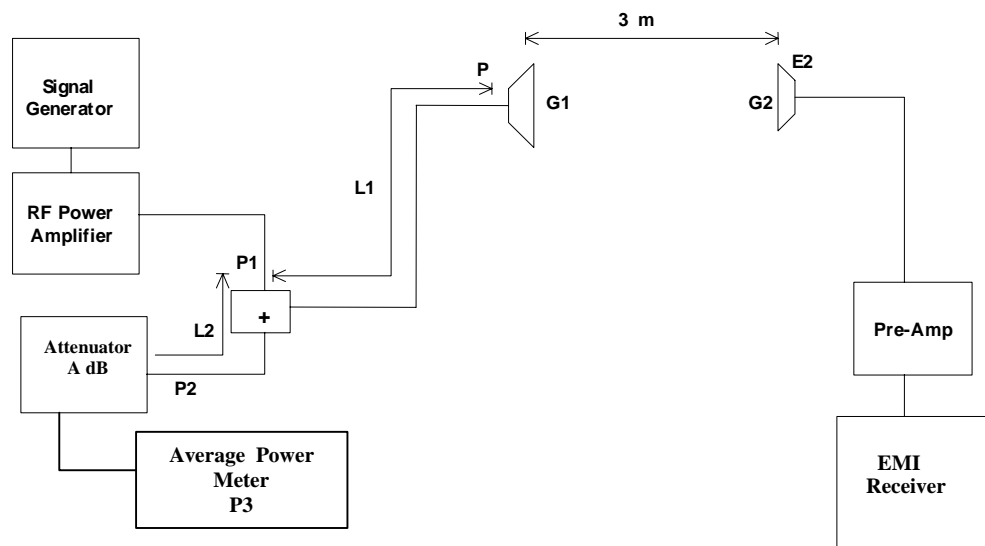 3 m
P
E2
Signal
Generator
G1
G2
L1
RF Power
Amplifier
P1
+
L2
Pre-Amp
Attenuator
A dB
P2
Average Power
Meter
P3
EMI
Receiver